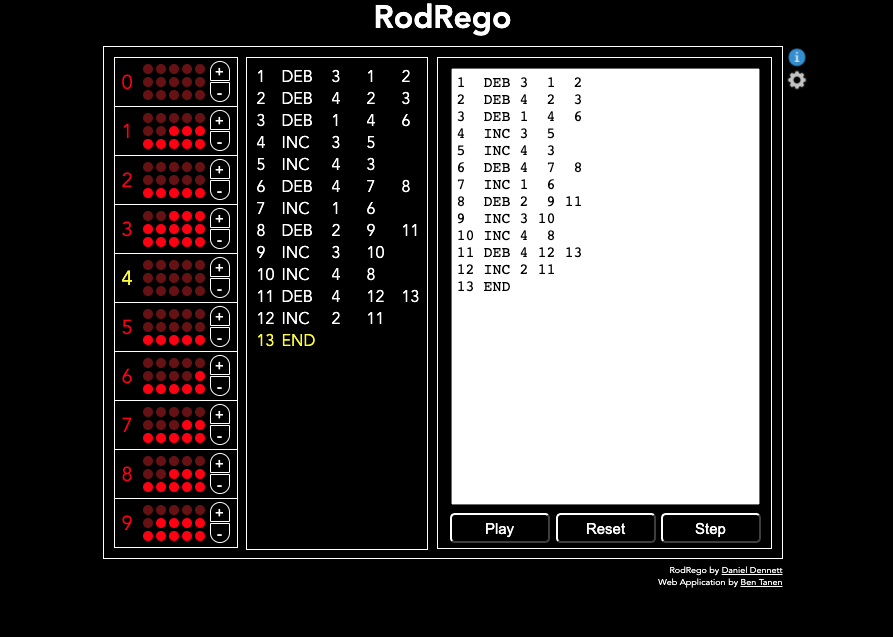 RodRego
0 + -
1 + -
2 + -
3 + -
4 + -
5 + -
6 + -
7 + -
8 + -
9 + -
1 DEB 3 1 2
2 DEB 4 2 3
3 DEB 1 4 6
4 INC 3 5
5 INC 4 3
6 DEB 4 7 8
7 INC 1 6
8 DEB 2 9 11
9 INC 3 10
10 INC 4 8
11 DEB 4 12 13
12 INC 2 11
13 END
1 DEB 3 1 2
2 DEB 4 2 3
3 DEB 1 4 6
4 INC 3 5
5 INC 4 3
6 DEB 4 7 8
7 INC 1 6
8 DEB 2 9 11
9 INC 3 10
10 INC 4 8
11 DEB 4 12 13
12 INC 2 11
13 END
Play Reset Step
i
RodRego by Daniel Dennett
Web Application by Ben Tanen